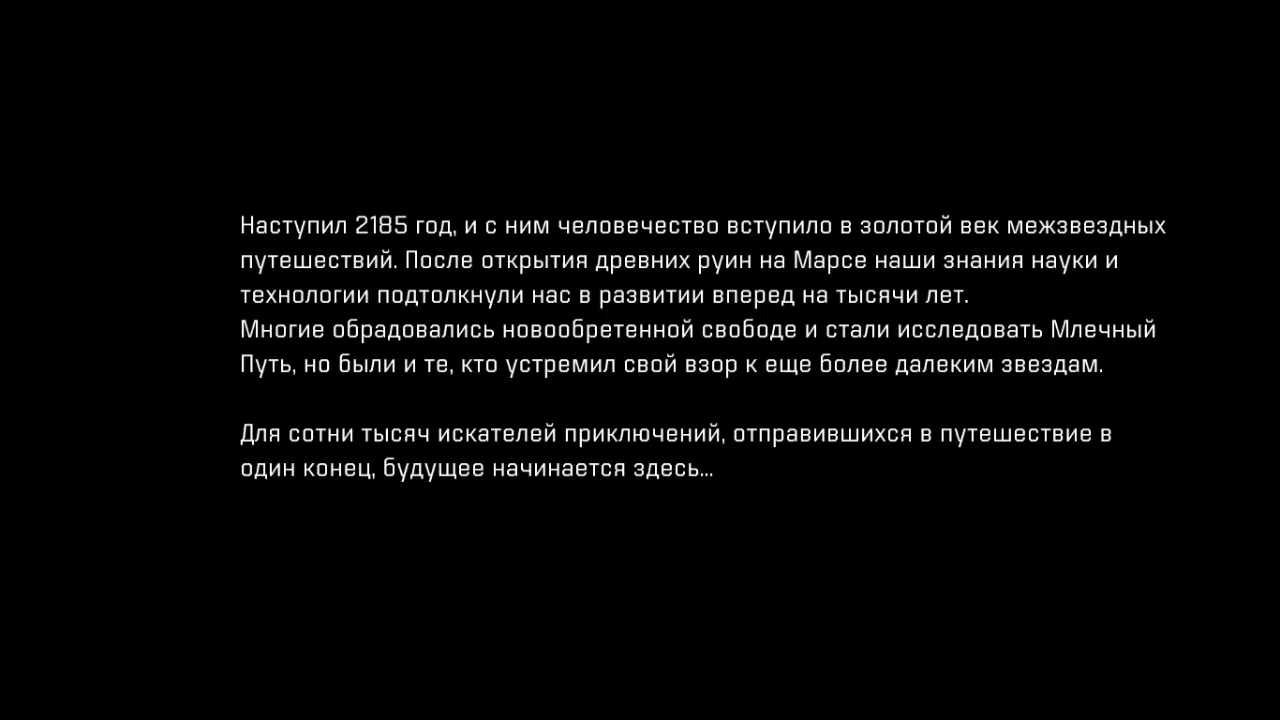 Наступил 2185 год, и с ним человечество вступило в золотой век межзвездных
путешествий. После открытия древних руин на Марсе наши знания науки и
технологии подтолкнули нас в развитии вперед на тысячи лет.
Многие обрадовались новообретенной свободе и стали исследовать Млечный
Путь, но были и те, кто устремил свой взор к еще более далеким звездам.
Для сотни тысяч искателей приключений, отправившихся в путешествие в
один конец, будущее начинается здесь...